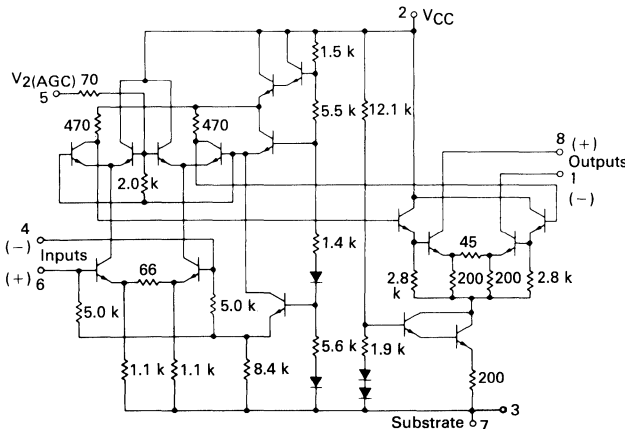 2 VCC
1.5 k
V2(AGC) 70
5
5.5 k
12.1 k
470
470
8 (+)
Outputs
1
(-)
2.0 k
4
(-)
Inputs
(+) 6
66
1.4 k
45
2.8 k
200
200
2.8 k
5.0 k
5.0 k
1.1 k
1.1 k
8.4 k
5.6 k
1.9 k
200
3
Substrate 7